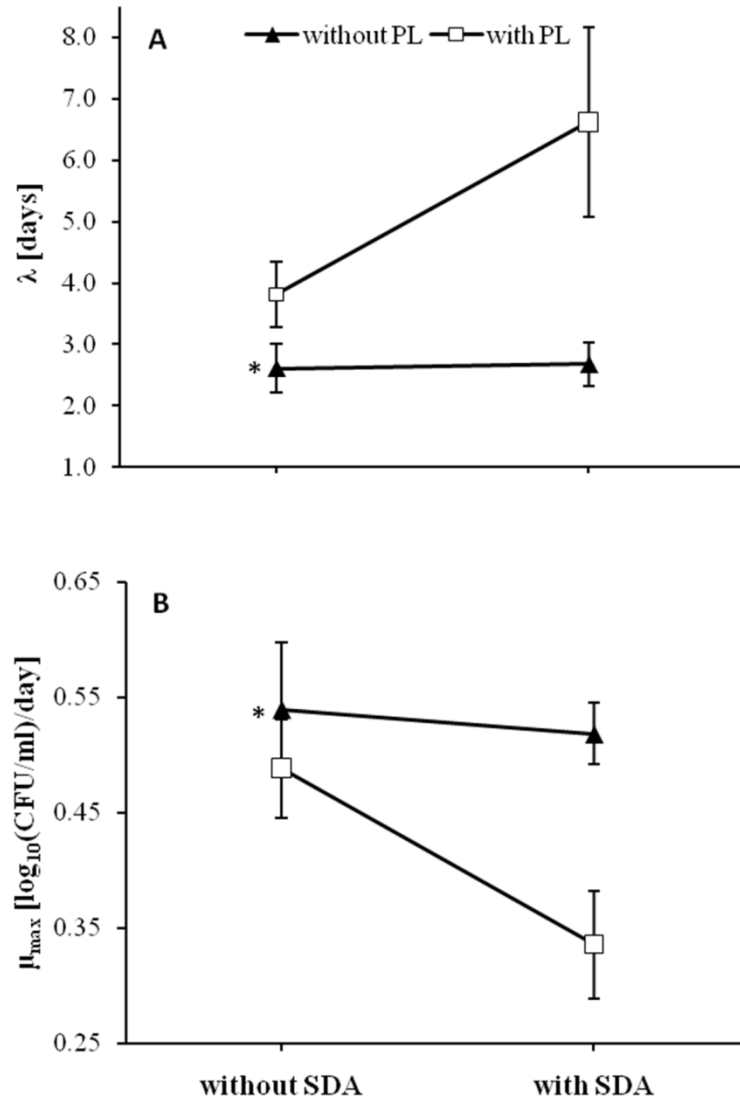 A
without PL with PL
8.0
7.0
6.0
5.0
4.0
3.0
2.0
1.0
λ [days]
*
B
0.65
0.55
0.45
0.35
0.25
μmax [log10(CFU/ml)/day]
*
without SDA with SDA